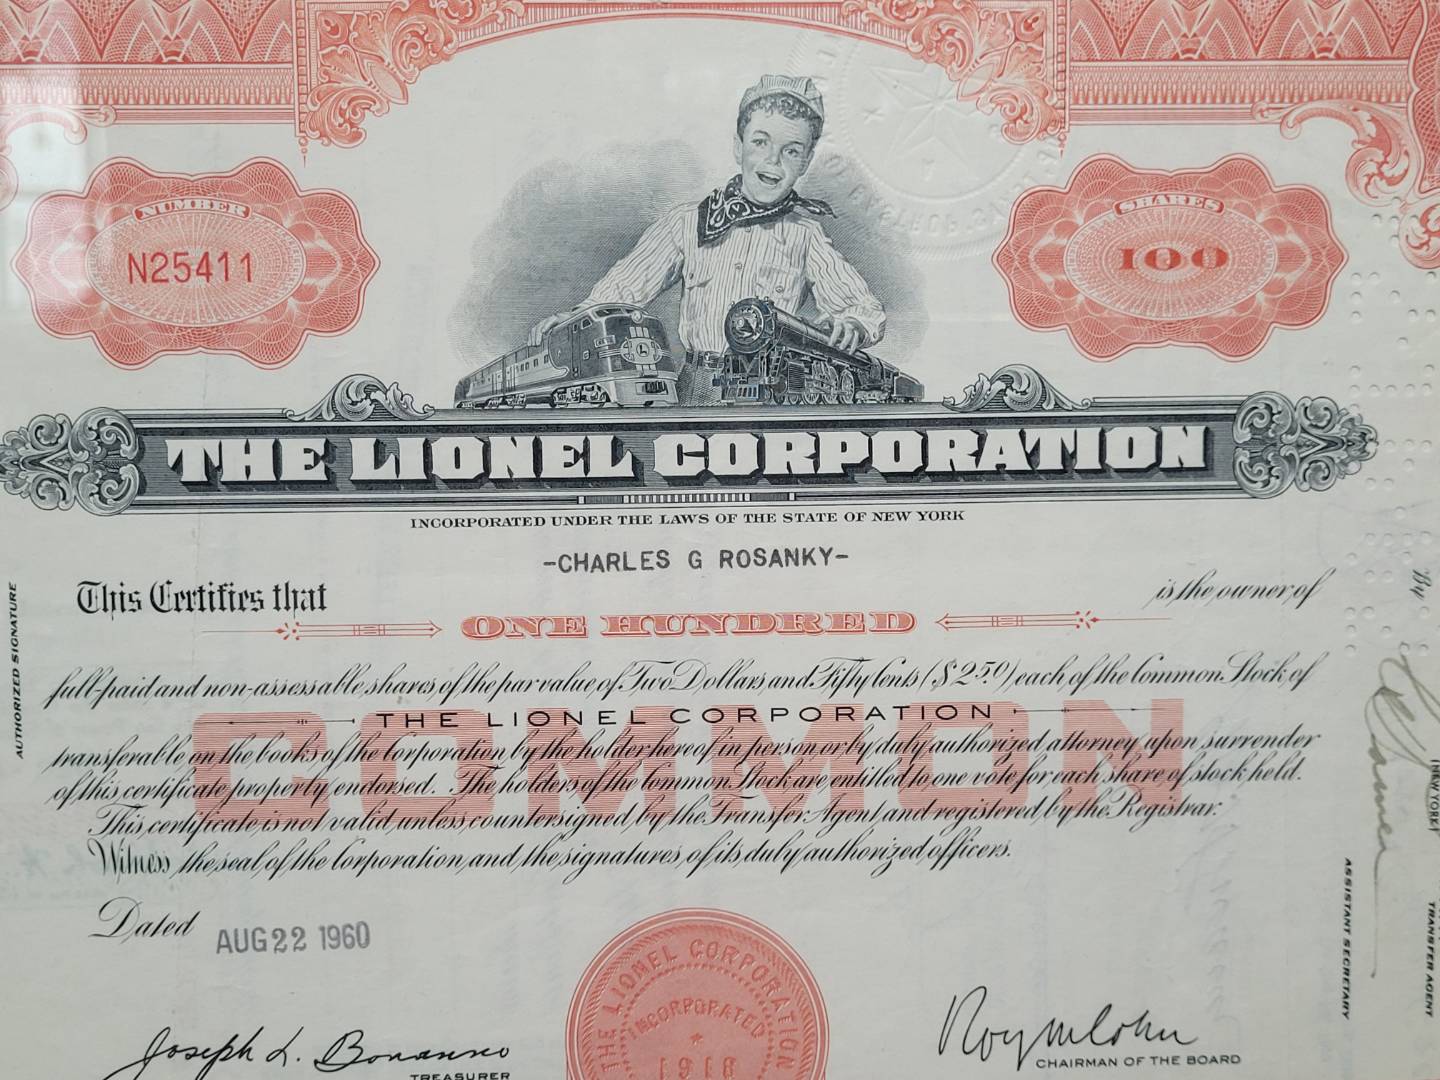 NUMBER
N25411
SHARES
100
THE LIONEL CORPORATION
INCORPORATED UNDER THE LAWS OF THE STATE OF NEW YORK
-CHARLES G ROSANKY-
This Certifies that
is the owner of
ONE HUNDRED
full-paid and non-assessable shares of the par value of Two Dollars and Fifty Cents ($2.50) each, of the Common Stock of
THE LIONEL CORPORATION
COMMON
transferable on the books of the Corporation by the holder hereof in person or by duly authorized attorney upon surrender
of this certificate properly endorsed. The holders of the Common Stock are entitled to one vote for each share of stock held.
This certificate is not valid unless countersigned by the Transfer Agent and registered by the Registrar.
Witness the seal of the Corporation and the signatures of its duly authorized officers.
Dated AUG 22 1960
THE LIONEL CORPORATION
INCORPORATED
1918
Joseph L. Bonanno
TREASURER
Roy M Cohn
CHAIRMAN OF THE BOARD
AUTHORIZED SIGNATURE
By
ASSISTANT SECRETARY
TRANSFER AGENT